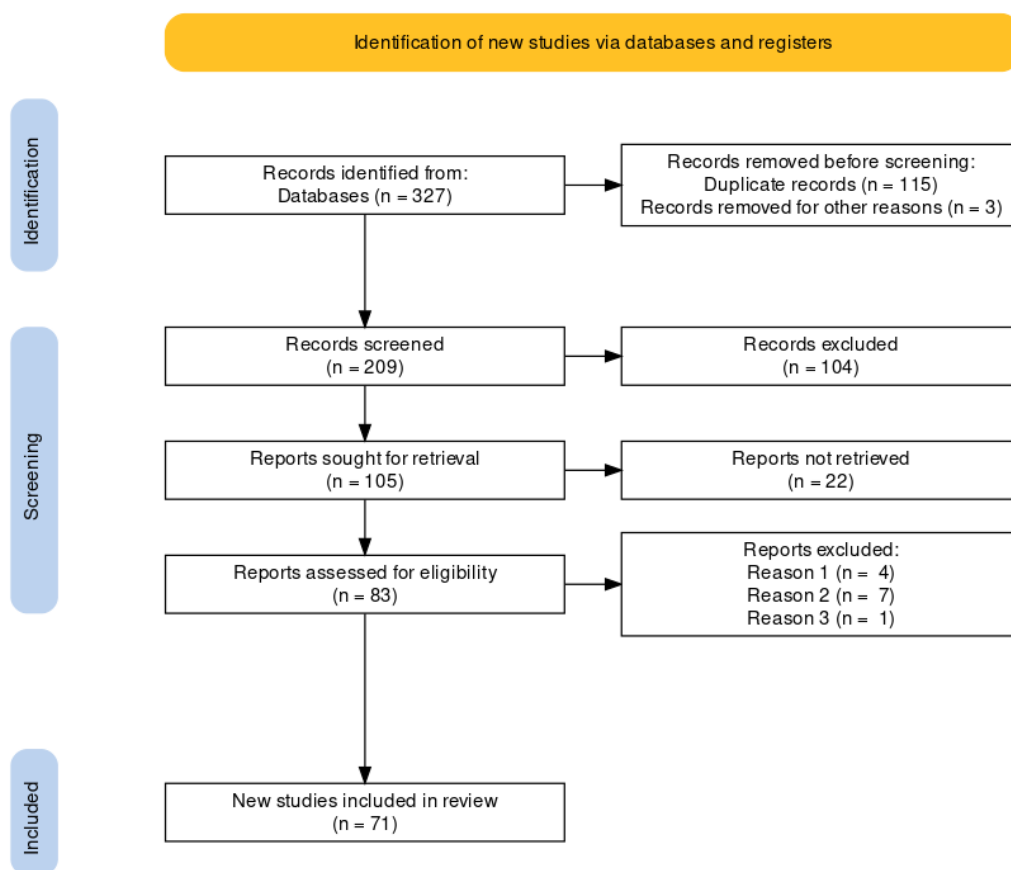 Identification of new studies via databases and registers
Identification
Records identified from:
Databases (n = 327)
Records removed before screening:
Duplicate records (n = 115)
Records removed for other reasons (n = 3)
Screening
Records screened
(n = 209)
Records excluded
(n = 104)
Reports sought for retrieval
(n = 105)
Reports not retrieved
(n = 22)
Reports assessed for eligibility
(n = 83)
Reports excluded:
Reason 1 (n = 4)
Reason 2 (n = 7)
Reason 3 (n = 1)
Included
New studies included in review
(n = 71)